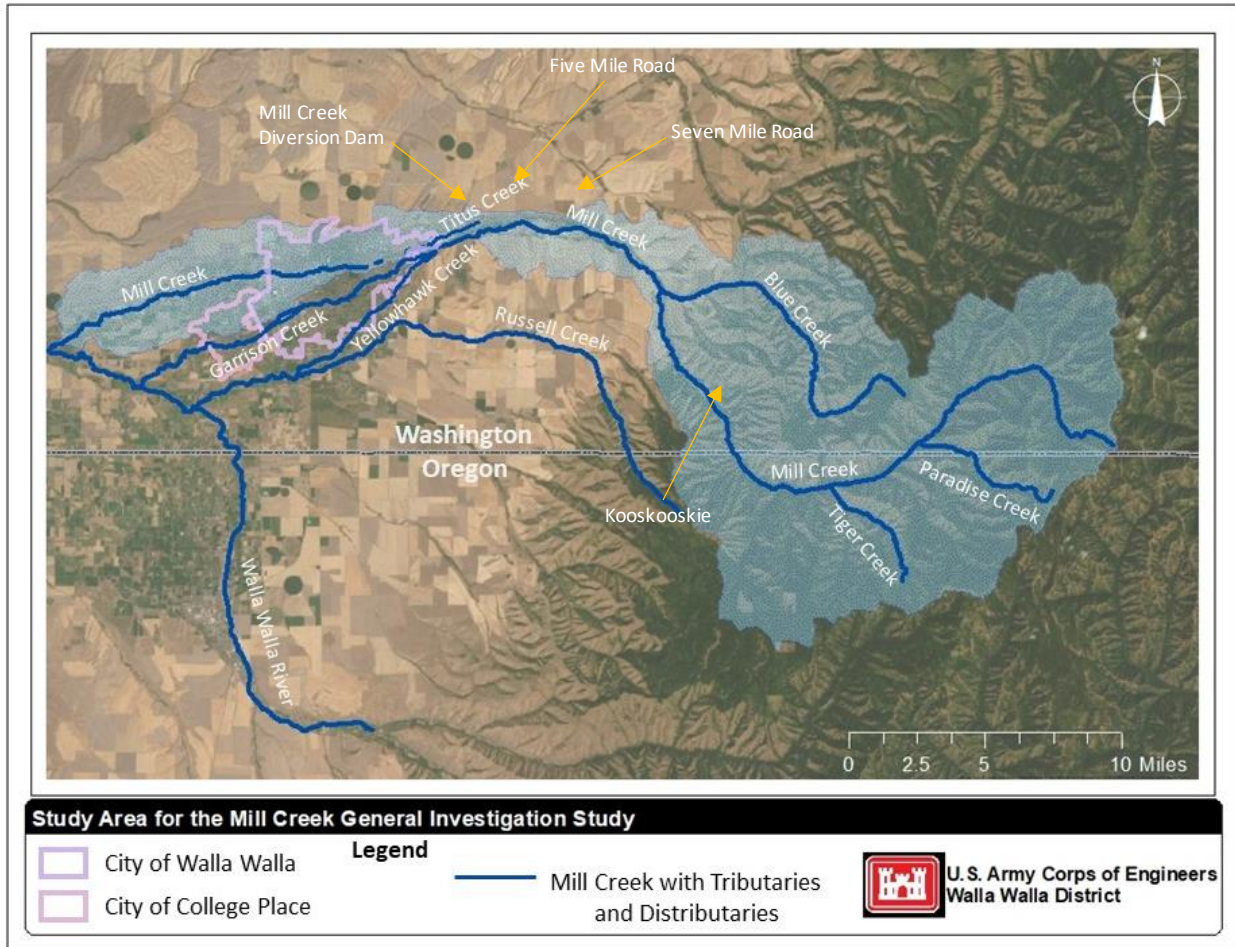 Five Mile Road
Mill Creek
Diversion Dam
Seven Mile Road
N
Titus Creek
Mill Creek
Mill Creek
Yellowhawk Creek
Blue Creek
Russell Creek
Garrison Creek
Washington
Oregon
Mill Creek
Paradise Creek
Kooskooskie
Tiger Creek
Walla Walla River
0 2.5 5 10 Miles
Study Area for the Mill Creek General Investigation Study
Legend
City of Walla Walla
City of College Place
Mill Creek with Tributaries
and Distributaries
U.S. Army Corps of Engineers
Walla Walla District